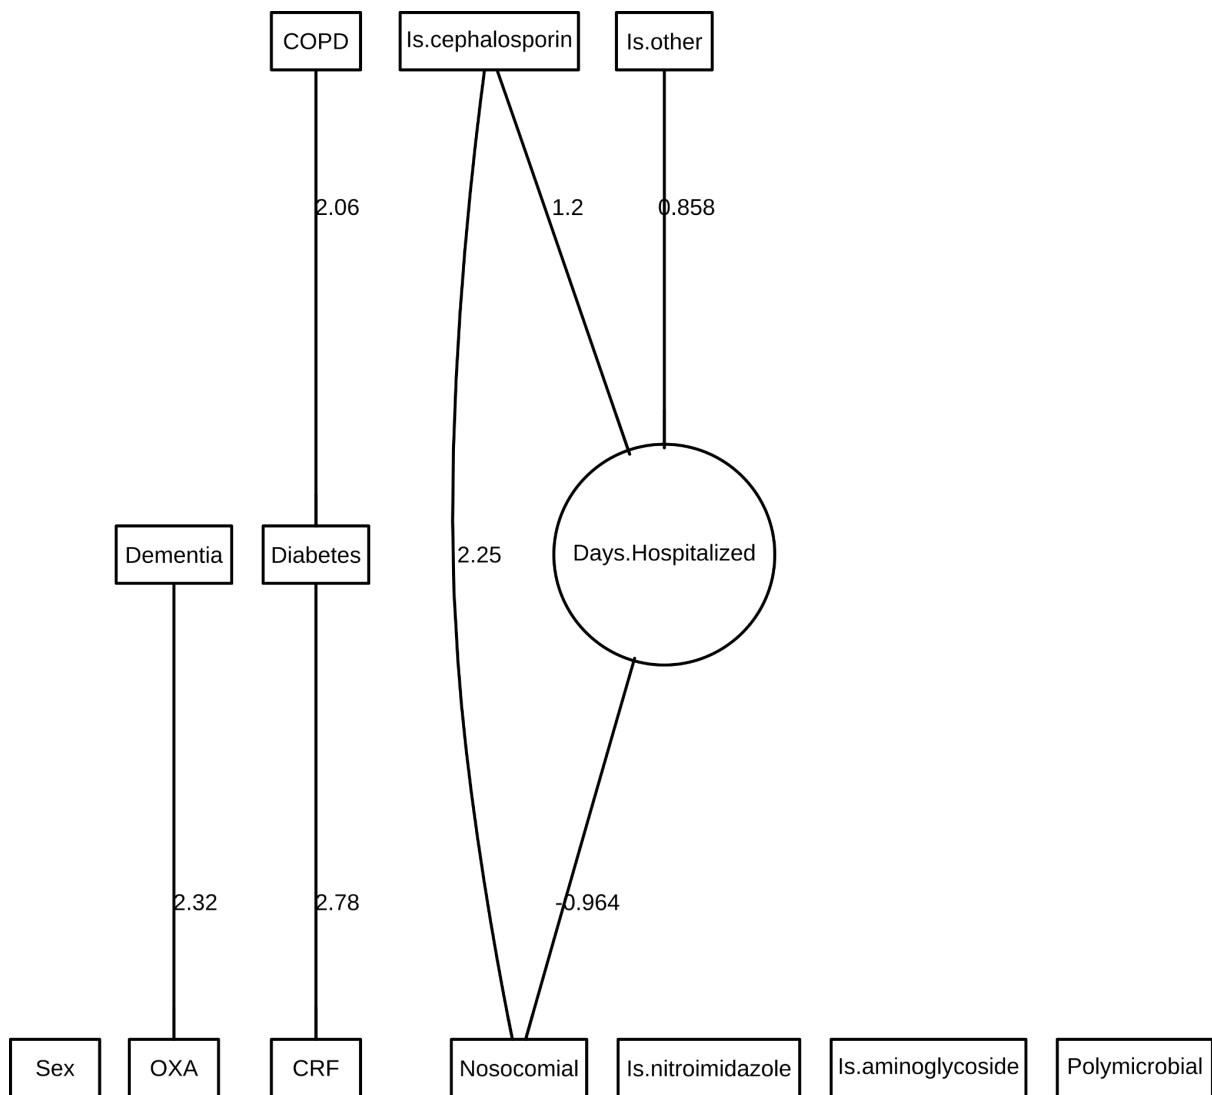 COPD
Is.cephalosporin
Is.other
2.06
1.2
0.858
Dementia
Diabetes
2.25
Days.Hospitalized
2.32
2.78
-0.964
Sex
OXA
CRF
Nosocomial
Is.nitroimidazole
Is.aminoglycoside
Polymicrobial